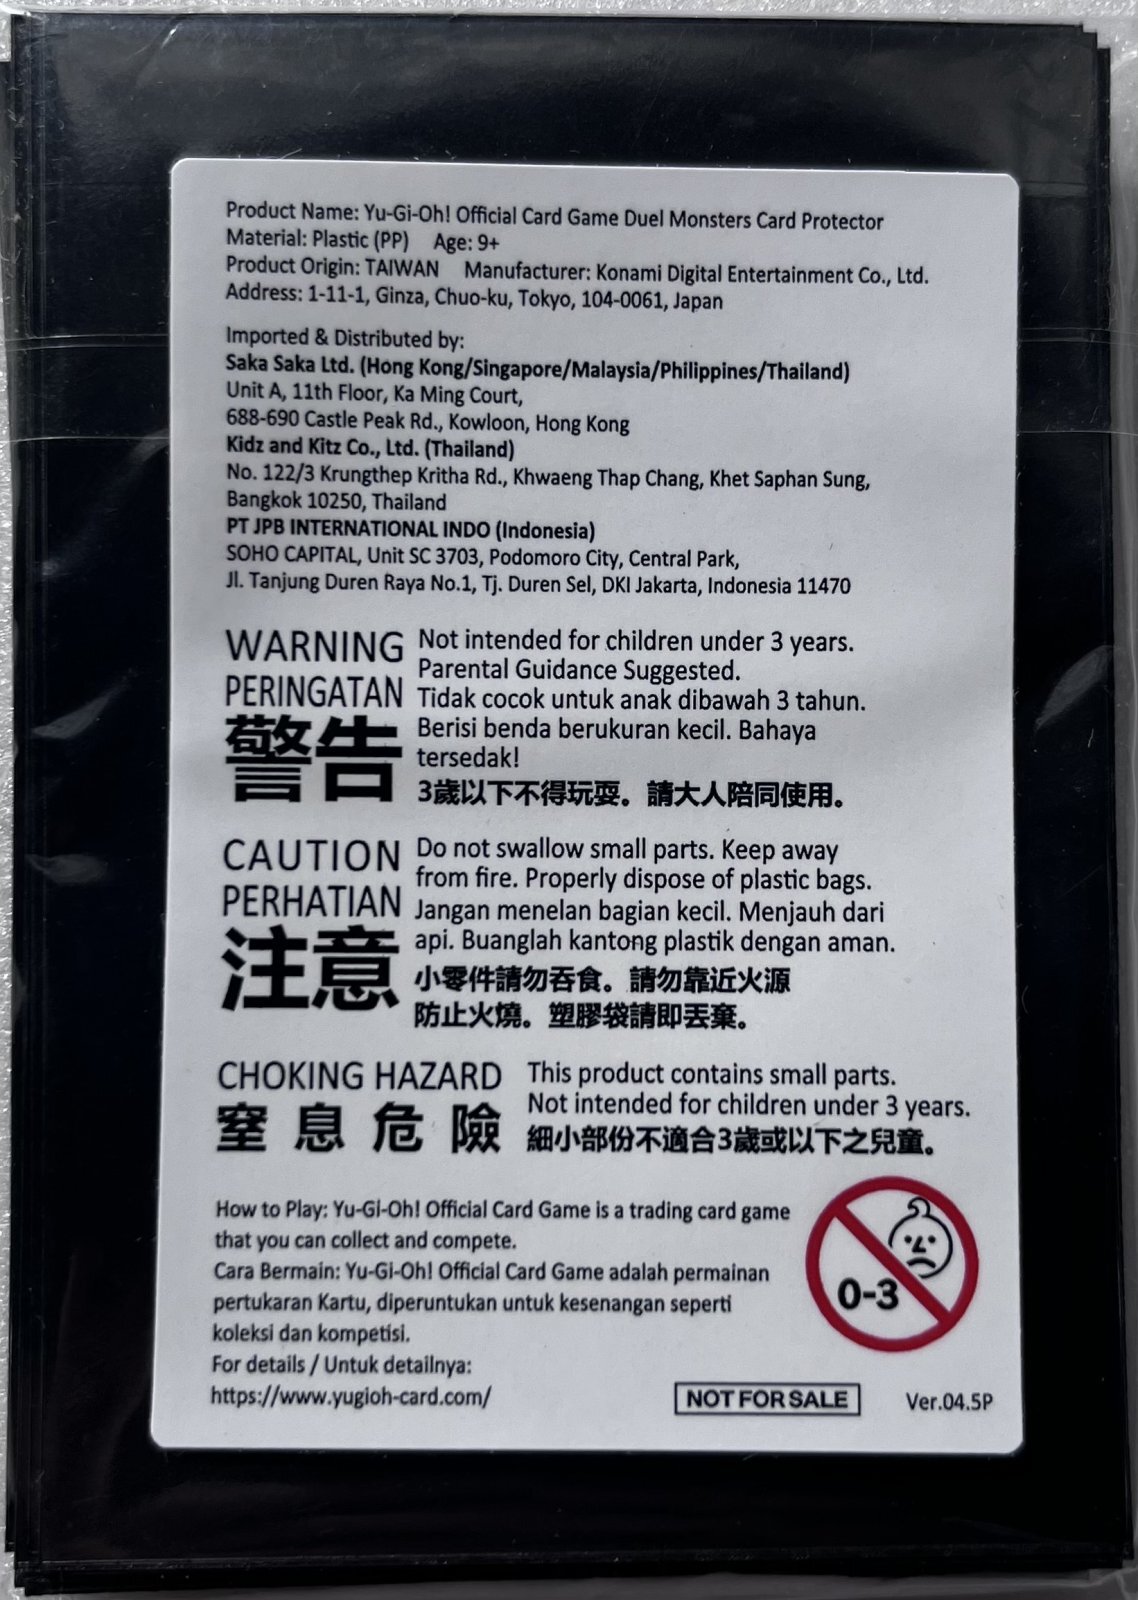 Product Name: Yu-Gi-Oh! Official Card Game Duel Monsters Card Protector
Material: Plastic (PP) Age: 9+
Product Origin: TAIWAN Manufacturer: Konami Digital Entertainment Co., Ltd.
Address: 1-11-1, Ginza, Chuo-ku, Tokyo, 104-0061, Japan
Imported & Distributed by:
Saka Saka Ltd. (Hong Kong/Singapore/Malaysia/Philippines/Thailand)
Unit A, 11th Floor, Ka Ming Court,
688-690 Castle Peak Rd., Kowloon, Hong Kong
Kidz and Kitz Co., Ltd. (Thailand)
No. 122/3 Krungthep Kritha Rd., Khwaeng Thap Chang, Khet Saphan Sung,
Bangkok 10250, Thailand
PT JPB INTERNATIONAL INDO (Indonesia)
SOHO CAPITAL, Unit SC 3703, Podomoro City, Central Park,
Jl. Tanjung Duren Raya No.1, Tj. Duren Sel, DKI Jakarta, Indonesia 11470
WARNING
PERINGATAN
警告
Not intended for children under 3 years.
Parental Guidance Suggested.
Tidak cocok untuk anak dibawah 3 tahun.
Berisi benda berukuran kecil. Bahaya
tersedak!
3歲以下不得玩耍。請大人陪同使用。
CAUTION
PERHATIAN
注意
Do not swallow small parts. Keep away
from fire. Properly dispose of plastic bags.
Jangan menelan bagian kecil. Menjauh dari
api. Buanglah kantong plastik dengan aman.
小零件請勿吞食。請勿靠近火源
防止火燒。塑膠袋請即丟棄。
CHOKING HAZARD
窒息危險
This product contains small parts.
Not intended for children under 3 years.
細小部份不適合3歲或以下之兒童。
How to Play: Yu-Gi-Oh! Official Card Game is a trading card game
that you can collect and compete.
Cara Bermain: Yu-Gi-Oh! Official Card Game adalah permainan
pertukaran Kartu, diperuntukan untuk kesenangan seperti
koleksi dan kompetisi.
For details / Untuk detailnya:
https://www.yugioh-card.com/
0-3
NOT FOR SALE
Ver.04.5P